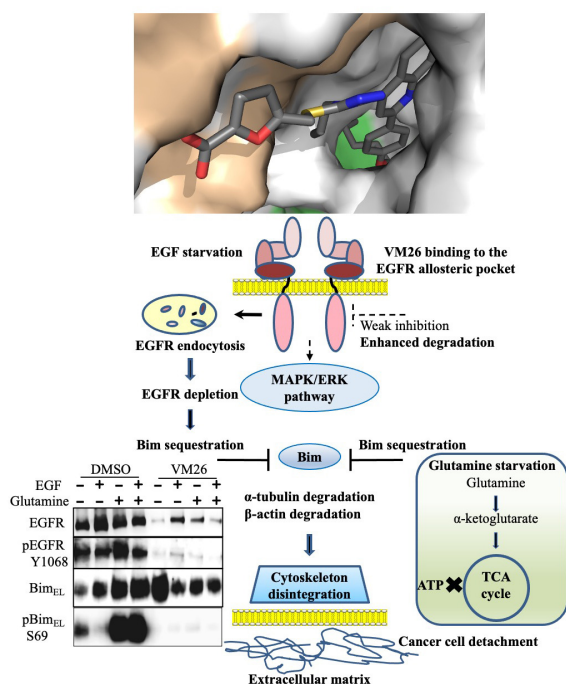 EGF starvation
VM26 binding to the
EGFR allosteric pocket
Weak inhibition
Enhanced degradation
EGFR endocytosis
MAPK/ERK
pathway
EGFR depletion
Bim sequestration
Bim
Bim sequestration
DMSO VM26
EGF - + - + - + - +
Glutamine - - + + - - + +
EGFR
pEGFR
Y1068
BimEL
pBimEL
S69
α-tubulin degradation
β-actin degradation
Cytoskeleton
disintegration
Glutamine starvation
Glutamine
α-ketglutarate
ATP
TCA
cycle
Cancer cell detachment
Extracellular matrix